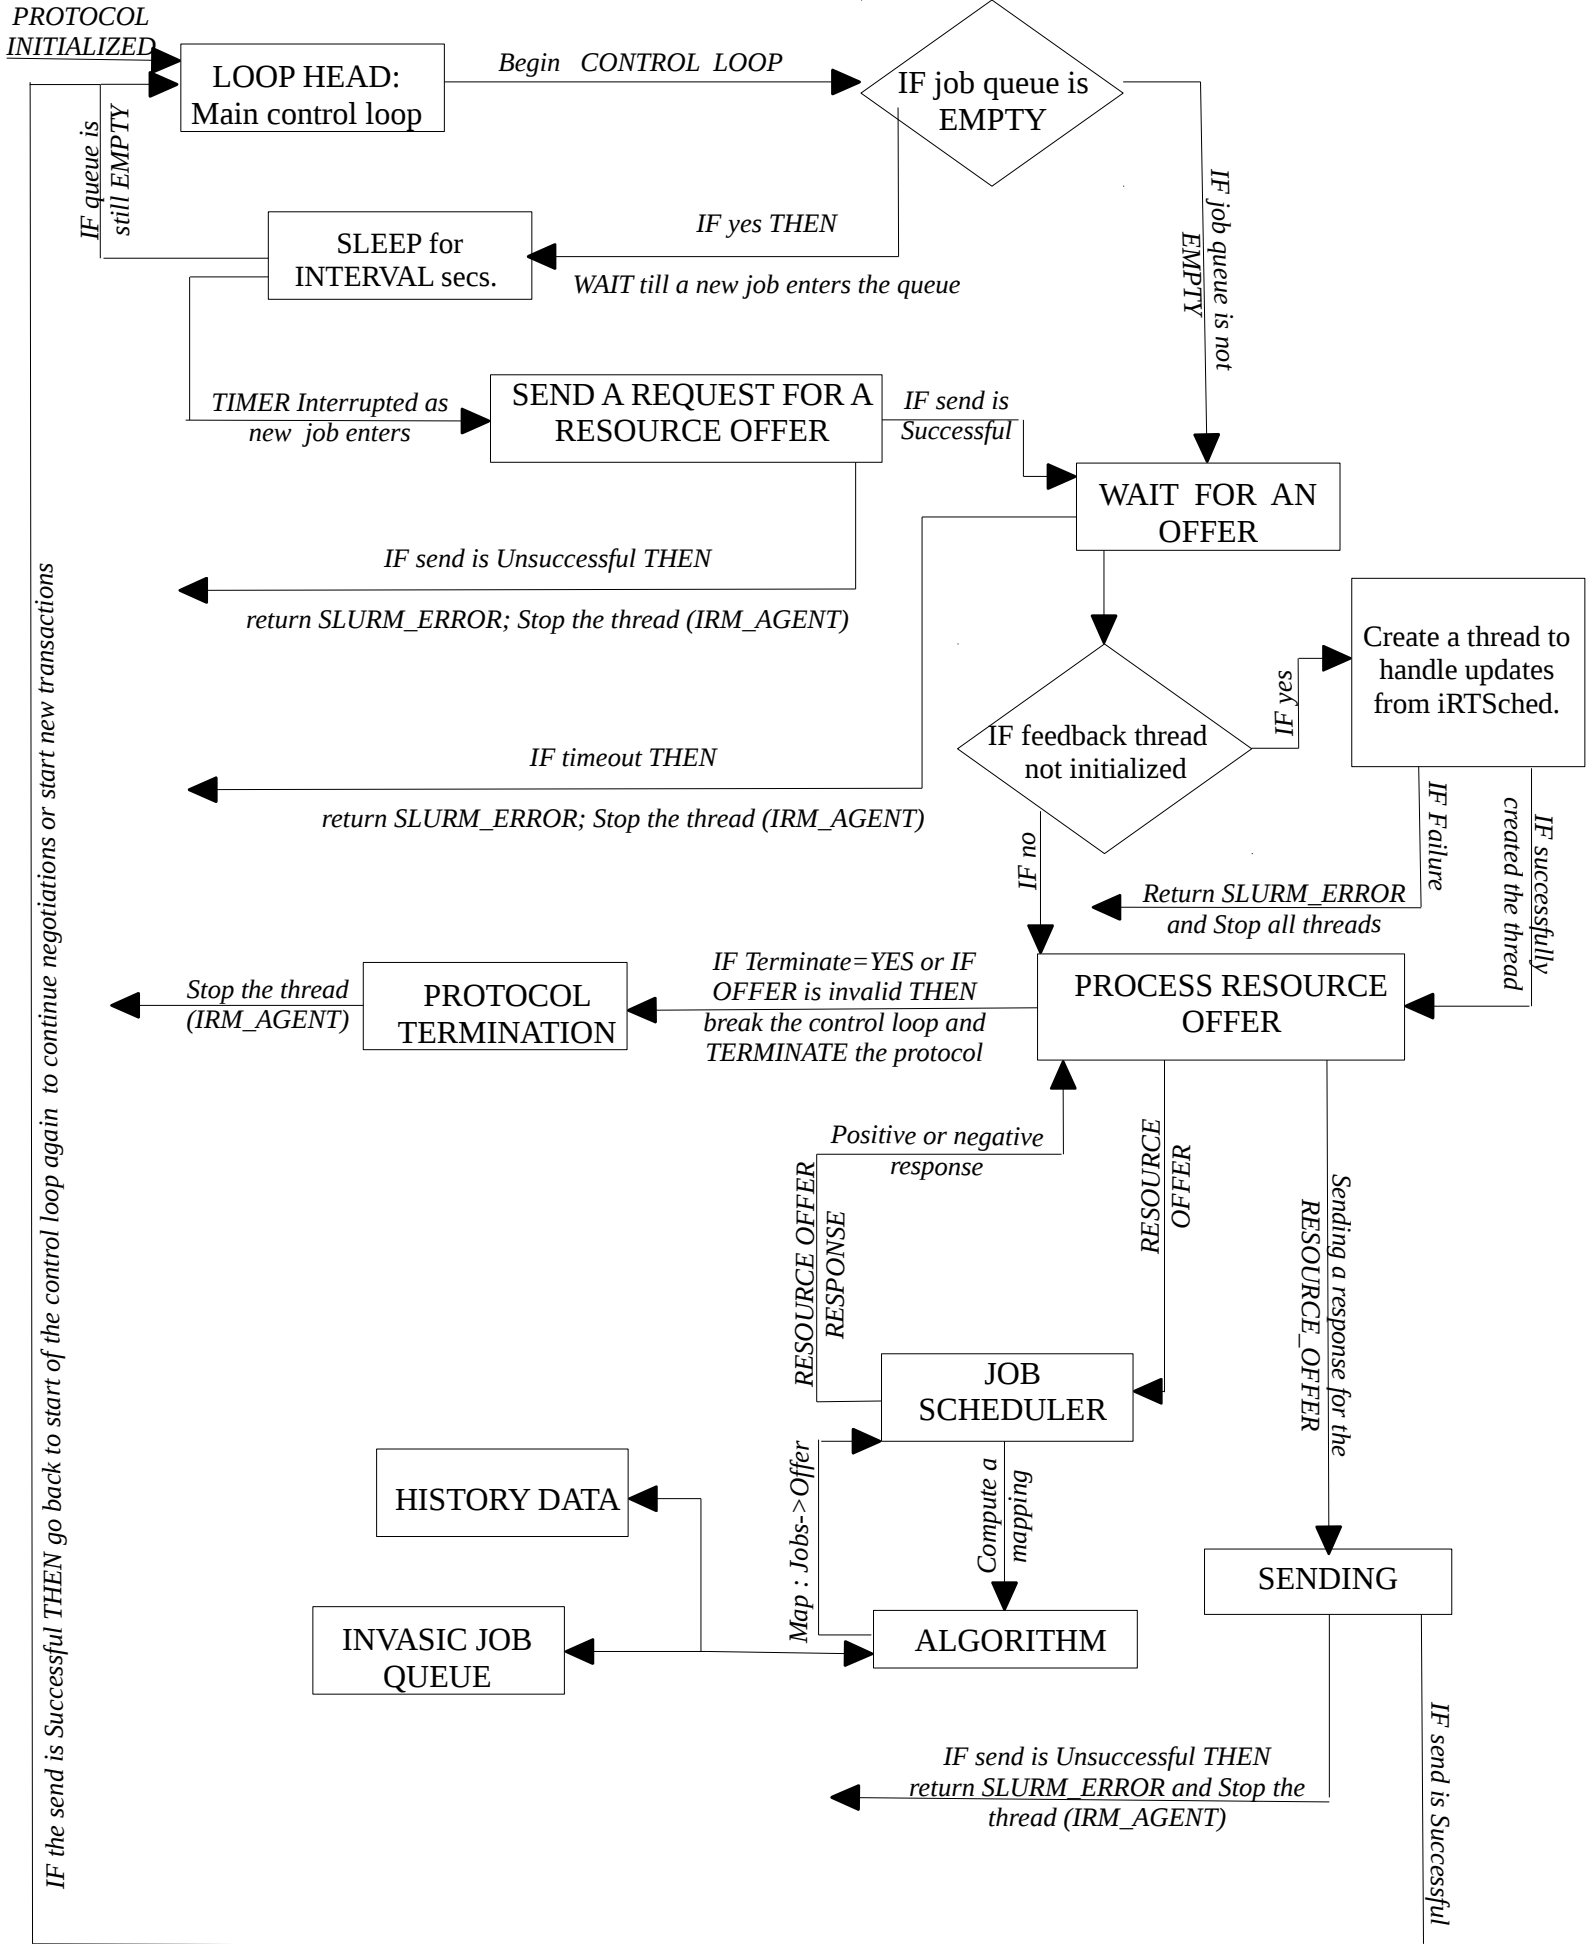 PROTOCOL
INITIALIZED
LOOP HEAD:
Main control loop
Begin CONTROL LOOP
IF job queue is
EMPTY
IF queue is
still EMPTY
SLEEP for
INTERVAL secs.
IF yes THEN
WAIT till a new job enters the queue
IF job queue is not
EMPTY
TIMER Interrupted as
new job enters
SEND A REQUEST FOR A
RESOURCE OFFER
IF send is
Successful
WAIT FOR AN
OFFER
IF send is Unsuccessful THEN
return SLURM_ERROR; Stop the thread (IRM_AGENT)
IF feedback thread
not initialized
IF yes
Create a thread to
handle updates
from iRTSched.
IF timeout THEN
return SLURM_ERROR; Stop the thread (IRM_AGENT)
IF no
IF Failure
IF successfully
created the thread
Return SLURM_ERROR
and Stop all threads
Stop the thread
(IRM_AGENT)
PROTOCOL
TERMINATION
IF Terminate=YES or IF
OFFER is invalid THEN
break the control loop and
TERMINATE the protocol
PROCESS RESOURCE
OFFER
Positive or negative
response
RESOURCE OFFER
RESPONSE
RESOURCE
OFFER
Sending a response for the
RESOURCE_OFFER
JOB
SCHEDULER
HISTORY DATA
Map : Jobs->Offer
Compute a
mapping
SENDING
INVASIC JOB
QUEUE
ALGORITHM
IF send is Unsuccessful THEN
return SLURM_ERROR and Stop the
thread (IRM_AGENT)
IF send is Successful
IF the send is Successful THEN go back to start of the control loop again to continue negotiations or start new transactions